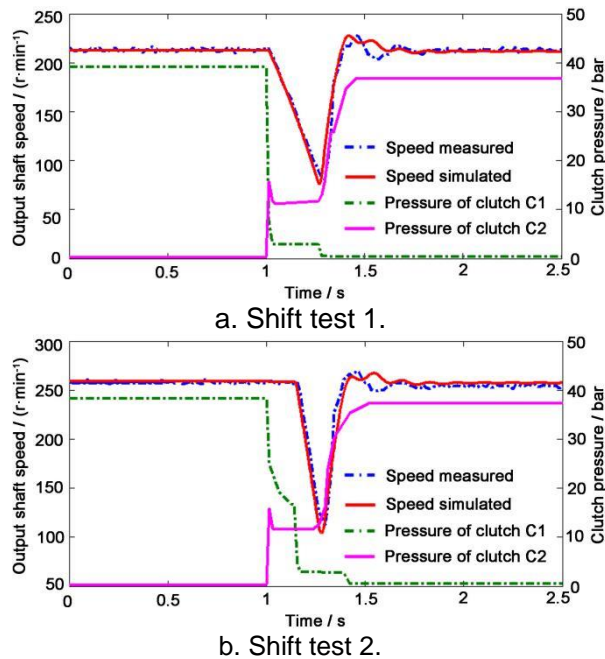 250
200
150
100
50
0
Output shaft speed / (r·min⁻¹)
50
40
30
20
10
0
Clutch pressure / bar
Speed measured
Speed simulated
Pressure of clutch C1
Pressure of clutch C2
0
0.5
1
1.5
2
2.5
Time / s
a. Shift test 1.
300
250
200
150
100
50
Output shaft speed / (r·min⁻¹)
50
40
30
20
10
0
Clutch pressure / bar
Speed measured
Speed simulated
Pressure of clutch C1
Pressure of clutch C2
0
0.5
1
1.5
2
2.5
Time / s
b. Shift test 2.